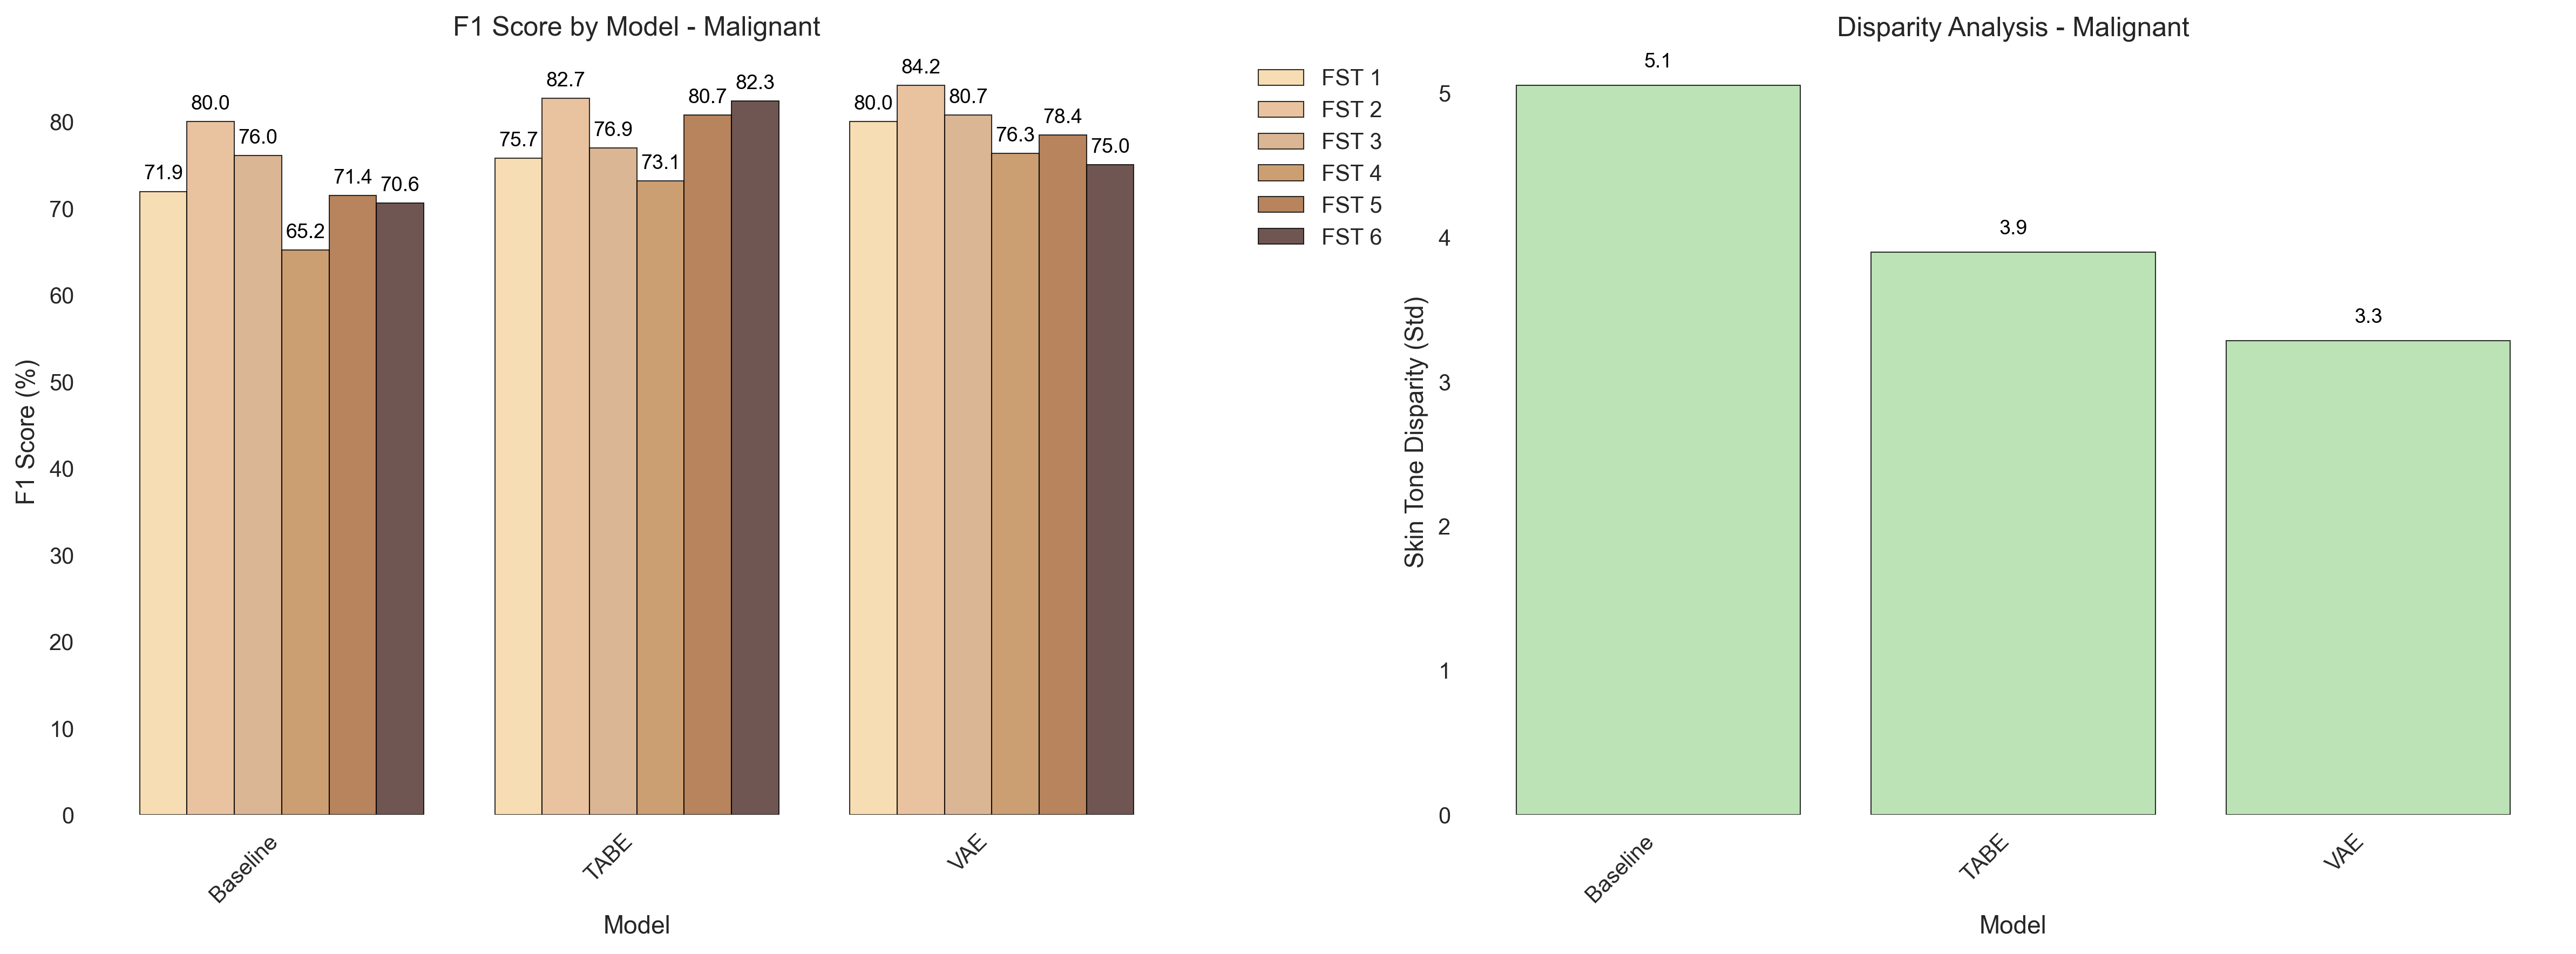 F1 Score by Model - Malignant
F1 Score (%)
80
70
60
50
40
30
20
10
0
71.9
80.0
76.0
65.2
71.4
70.6
75.7
82.7
76.9
73.1
80.7
82.3
80.0
84.2
80.7
76.3
78.4
75.0
Baseline
TABE
VAE
Model
FST 1
FST 2
FST 3
FST 4
FST 5
FST 6
Disparity Analysis - Malignant
Skin Tone Disparity (Std)
5
4
3
2
1
0
5.1
3.9
3.3
Baseline
TABE
VAE
Model